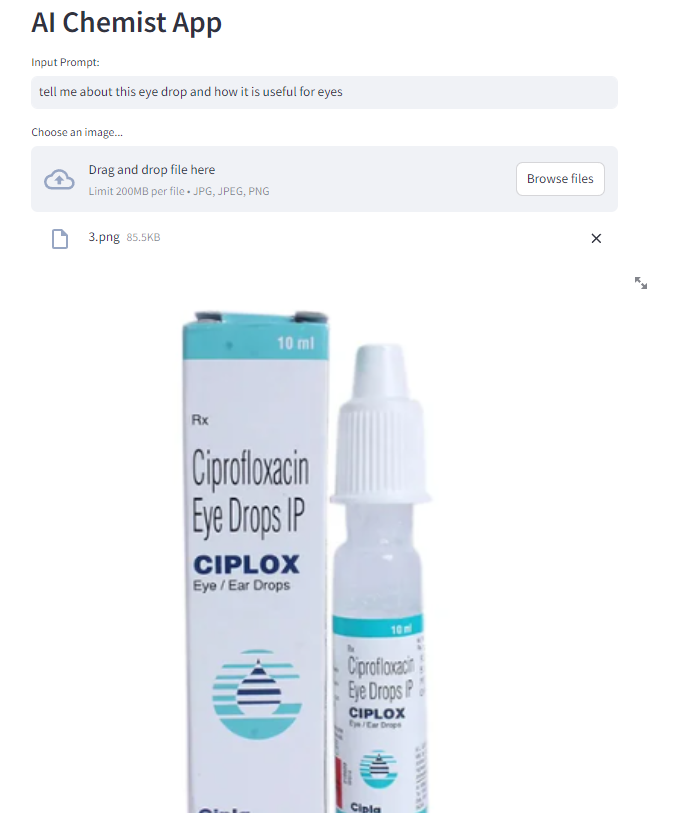 AI Chemist App
Input Prompt:
tell me about this eye drop and how it is useful for eyes
Choose an image...
Drag and drop file here
Limit 200MB per file • JPG, JPEG, PNG
Browse files
3.png 85.5KB
10 ml
Rx
Ciprofloxacin
Eye Drops IP
CIPLOX
Eye / Ear Drops
Cipla
10 ml
Rx
Ciprofloxacin
Eye Drops IP
CIPLOX
Eye / Ear Drops
Cipla